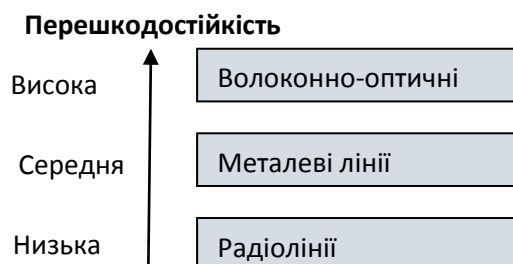 Перешкодостійкість
Висока
Волоконно-оптичні
Середня
Металеві лінії
Низька
Радіолінії